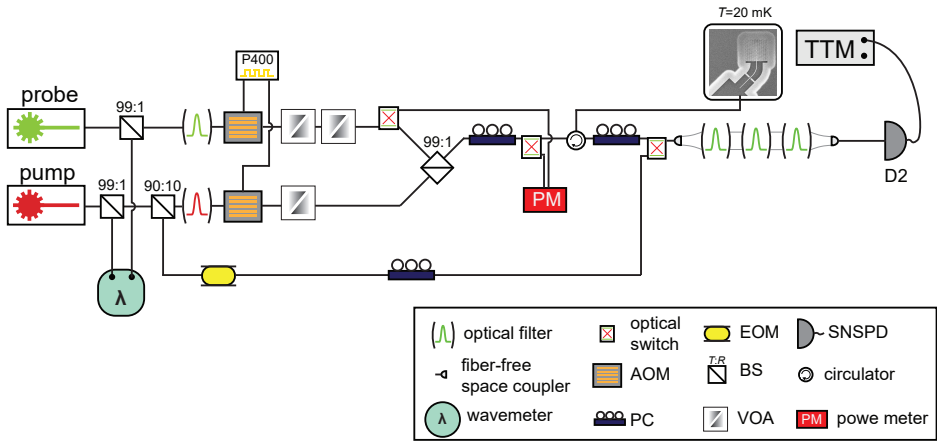 T=20 mK
TTM
P400
probe
99:1
99:1
pump
99:1
90:10
PM
D2
λ
optical filter
optical
switch
EOM
SNSPD
fiber-free
space coupler
AOM
T:R
BS
circulator
λ
wavemeter
PC
VOA
PM
powe meter